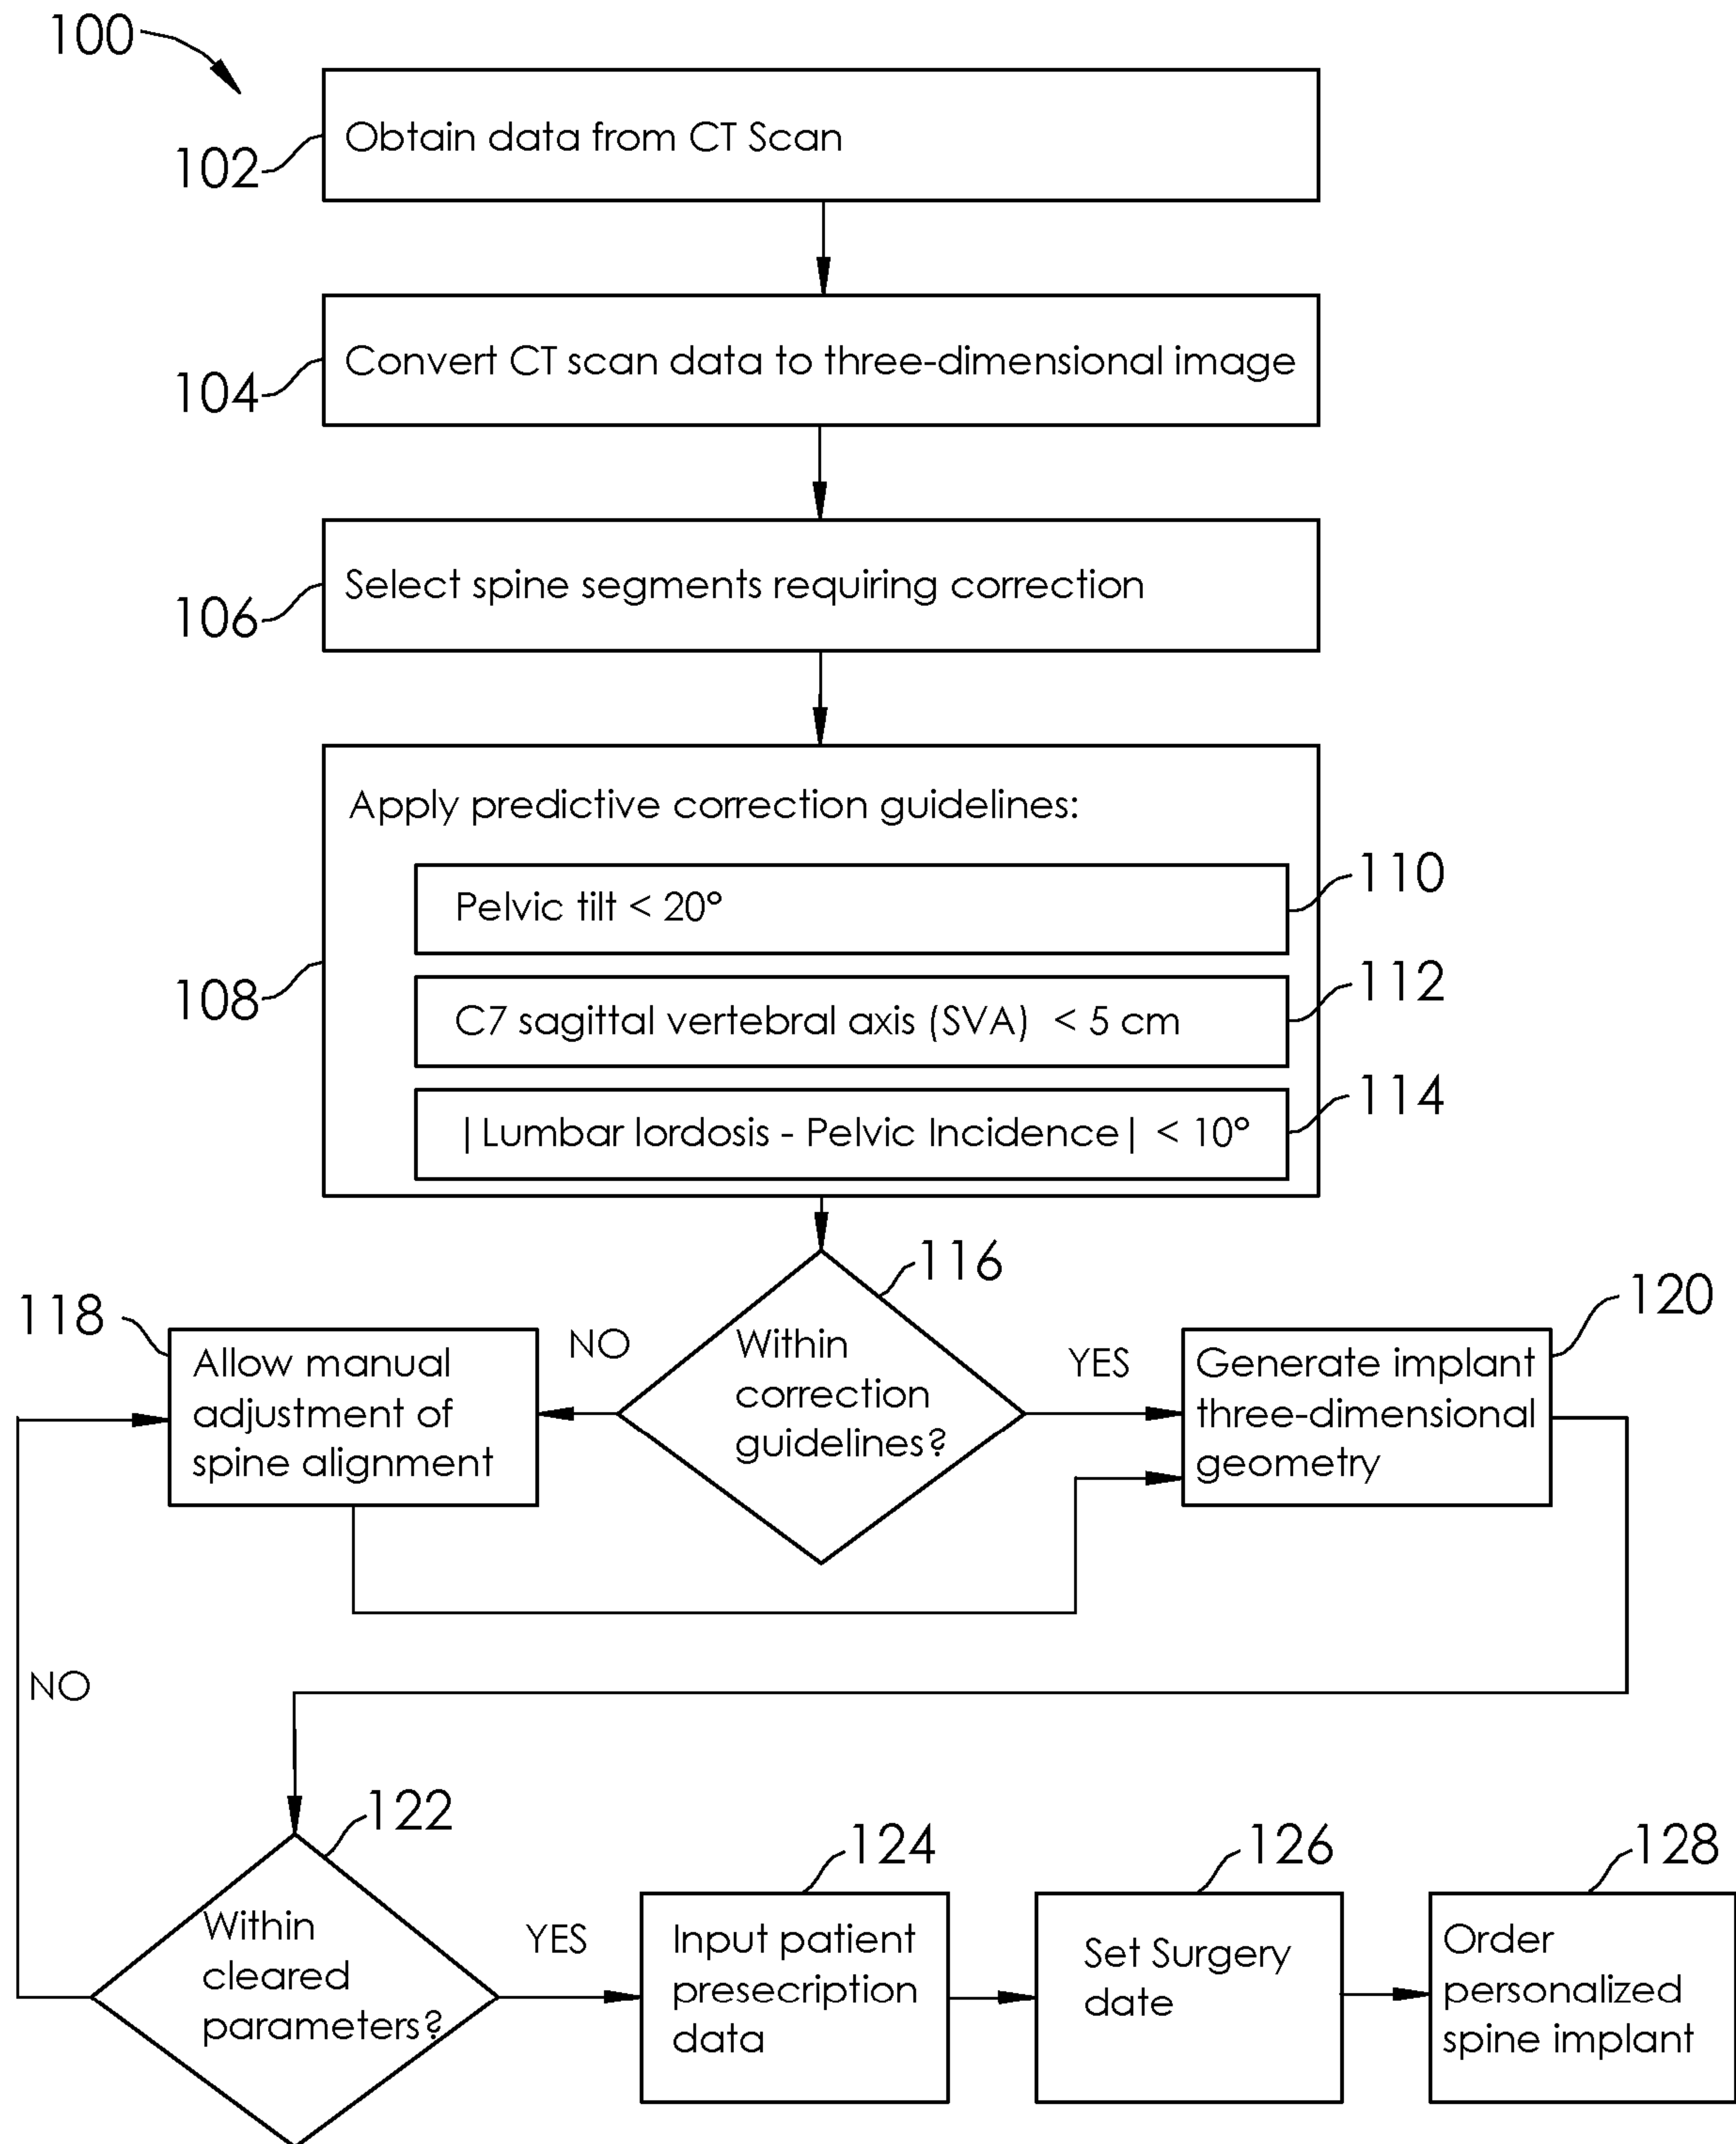 100
102
Obtain data from CT Scan
104
Convert CT scan data to three-dimensional image
106
Select spine segments requiring correction
108
Apply predictive correction guidelines:
Pelvic tilt < 20°
110
C7 sagittal vertebral axis (SVA) < 5 cm
112
|Lumbar lordosis - Pelvic Incidence| < 10°
114
116
Within
correction
guidelines?
NO
YES
118
Allow manual
adjustment of
spine alignment
120
Generate implant
three-dimensional
geometry
NO
122
Within
cleared
parameters?
YES
124
Input patient
presecription
data
126
Set Surgery
date
128
Order
personalized
spine implant